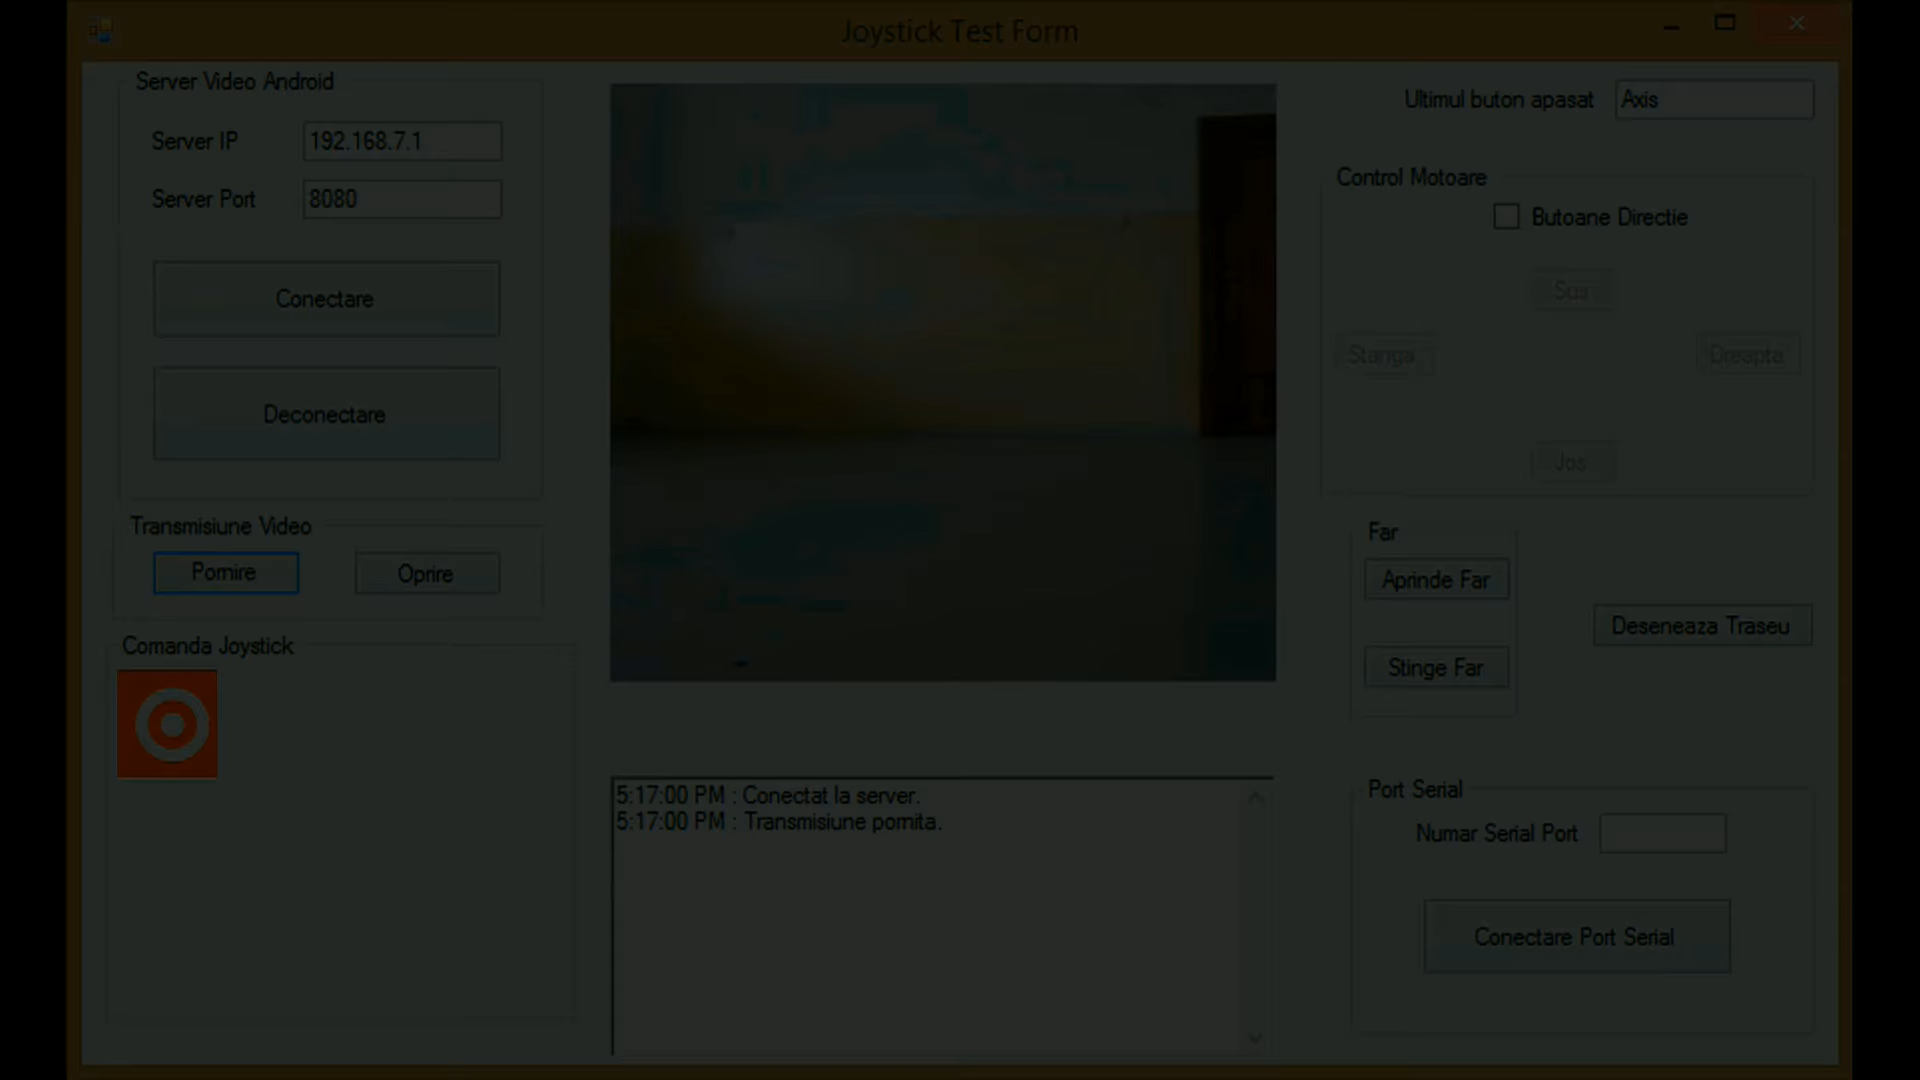 Joystick Test Form
Server Video Android
Server IP
192.168.7.1
Server Port
8080
Conectare
Deconectare
Transmisiune Video
Pornire
Oprire
Comanda Joystick
5:17:00 PM : Conectat la server.
5:17:00 PM : Transmisiune pornita.
Ultimul buton apasat
Axis
Control Motoare
Butoane Directie
Sus
Stanga
Dreapta
Jos
Far
Aprinde Far
Stinge Far
Deseneaza Traseu
Port Serial
Numar Serial Port
Conectare Port Serial